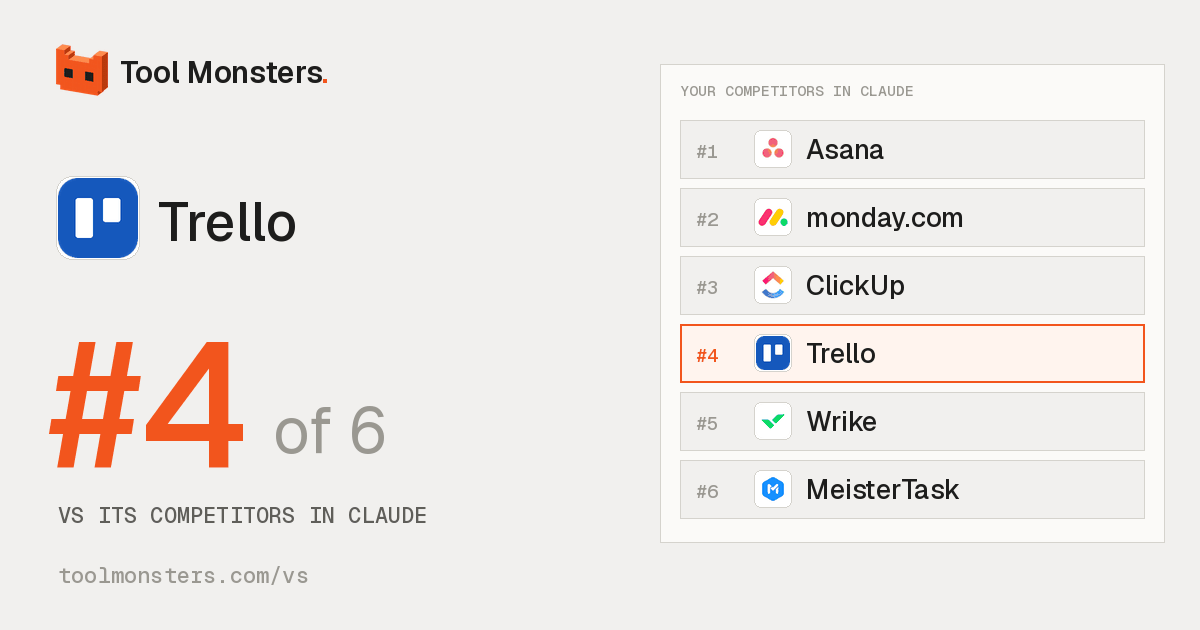 Tool Monsters.
Trello
#4 of 6
VS ITS COMPETITORS IN CLAUDE
toolmonsters.com/vs
YOUR COMPETITORS IN CLAUDE
#1 Asana
#2 monday.com
#3 ClickUp
#4 Trello
#5 Wrike
#6 MeisterTask